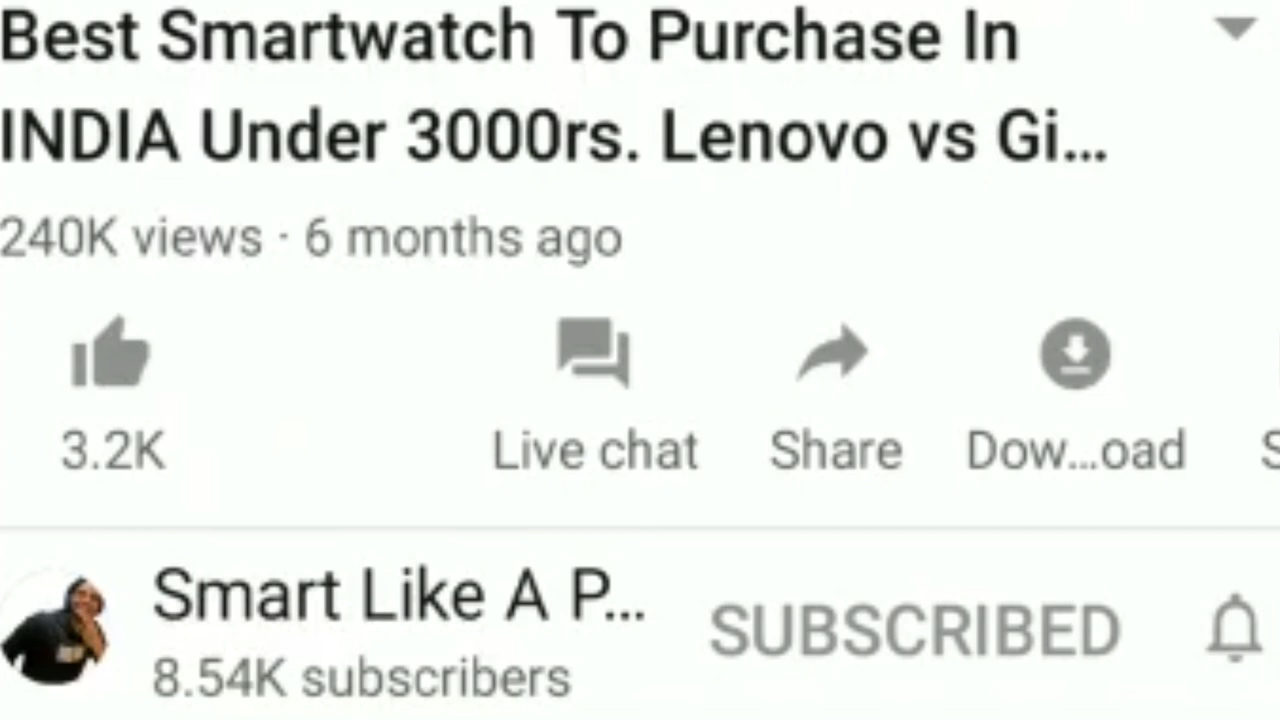 Best Smartwatch To Purchase In
INDIA Under 3000rs. Lenovo vs Gi...
240K views · 6 months ago
3.2K Live chat Share Dow...oad S
Smart Like A P...
SUBSCRIBED
8.54K subscribers